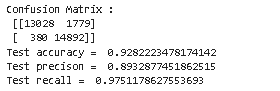 Confusion Matrix :
[[13028 1779]
[ 380 14892]]
Test accuracy = 0.9282223478174142
Test precison = 0.8932877451862515
Test recall = 0.9751178627553693